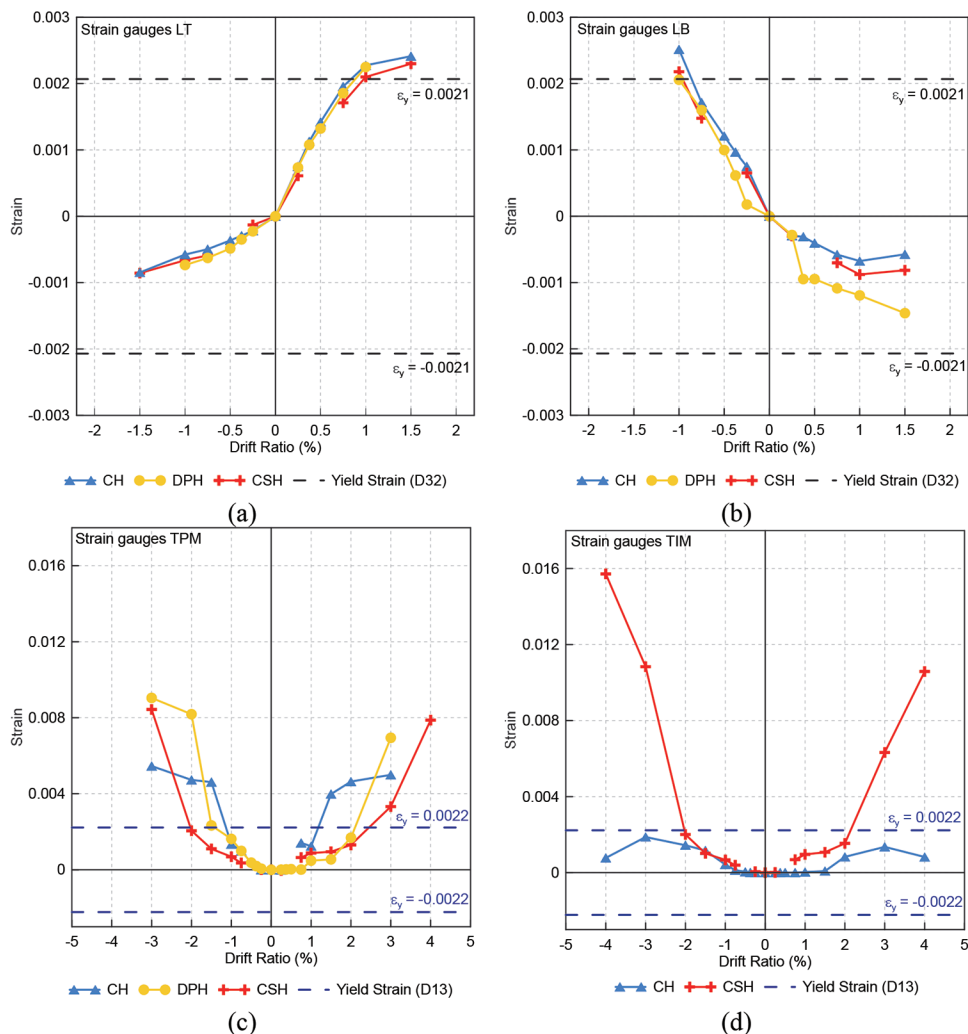 Strain gauges LT
Strain
0.003
0.002
0.001
0
-0.001
-0.002
-0.003
εy = 0.0021
εy = -0.0021
-2 -1.5 -1 -0.5 0 0.5 1 1.5 2
Drift Ratio (%)
CH DPH CSH Yield Strain (D32)
(a)
Strain gauges LB
Strain
0.003
0.002
0.001
0
-0.001
-0.002
-0.003
εy = 0.0021
εy = -0.0021
-2 -1.5 -1 -0.5 0 0.5 1 1.5 2
Drift Ratio (%)
CH DPH CSH Yield Strain (D32)
(b)
Strain gauges TPM
Strain
0.016
0.012
0.008
0.004
0
εy = 0.0022
εy = -0.0022
-5 -4 -3 -2 -1 0 1 2 3 4 5
Drift Ratio (%)
CH DPH CSH Yield Strain (D13)
(c)
Strain gauges TIM
Strain
0.016
0.012
0.008
0.004
0
εy = 0.0022
εy = -0.0022
-5 -4 -3 -2 -1 0 1 2 3 4 5
Drift Ratio (%)
CH CSH Yield Strain (D13)
(d)